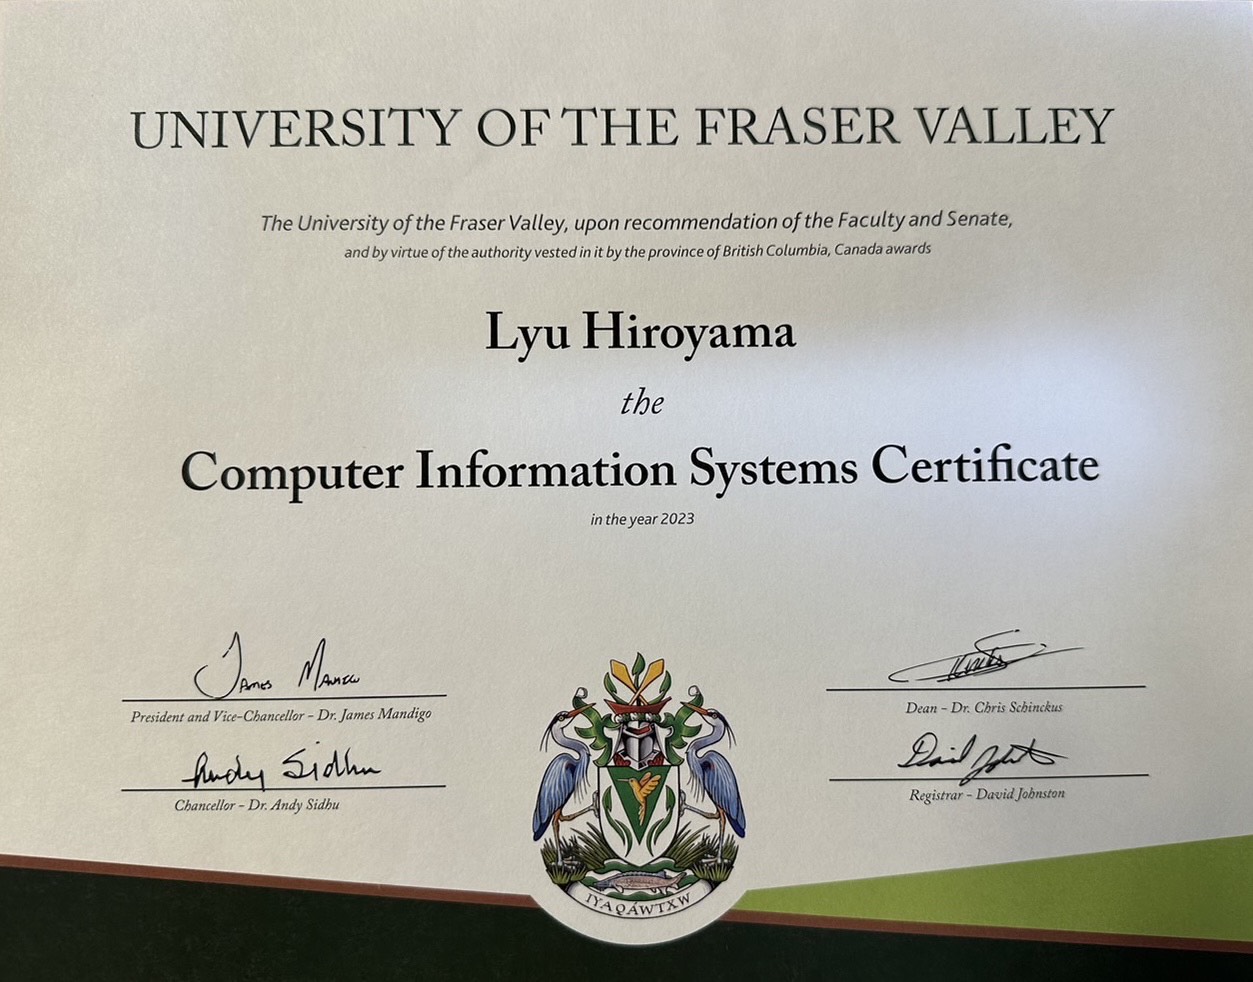 UNIVERSITY OF THE FRASER VALLEY
The University of the Fraser Valley, upon recommendation of the Faculty and Senate,
and by virtue of the authority vested in it by the province of British Columbia, Canada awards
Lyu Hiroyama
the
Computer Information Systems Certificate
in the year 2023
James Mandigo
President and Vice-Chancellor - Dr. James Mandigo
Andy Sidhu
Chancellor - Dr. Andy Sidhu
Dean - Dr. Chris Schinckus
David Johnston
Registrar - David Johnston
IYAQÁWTXW